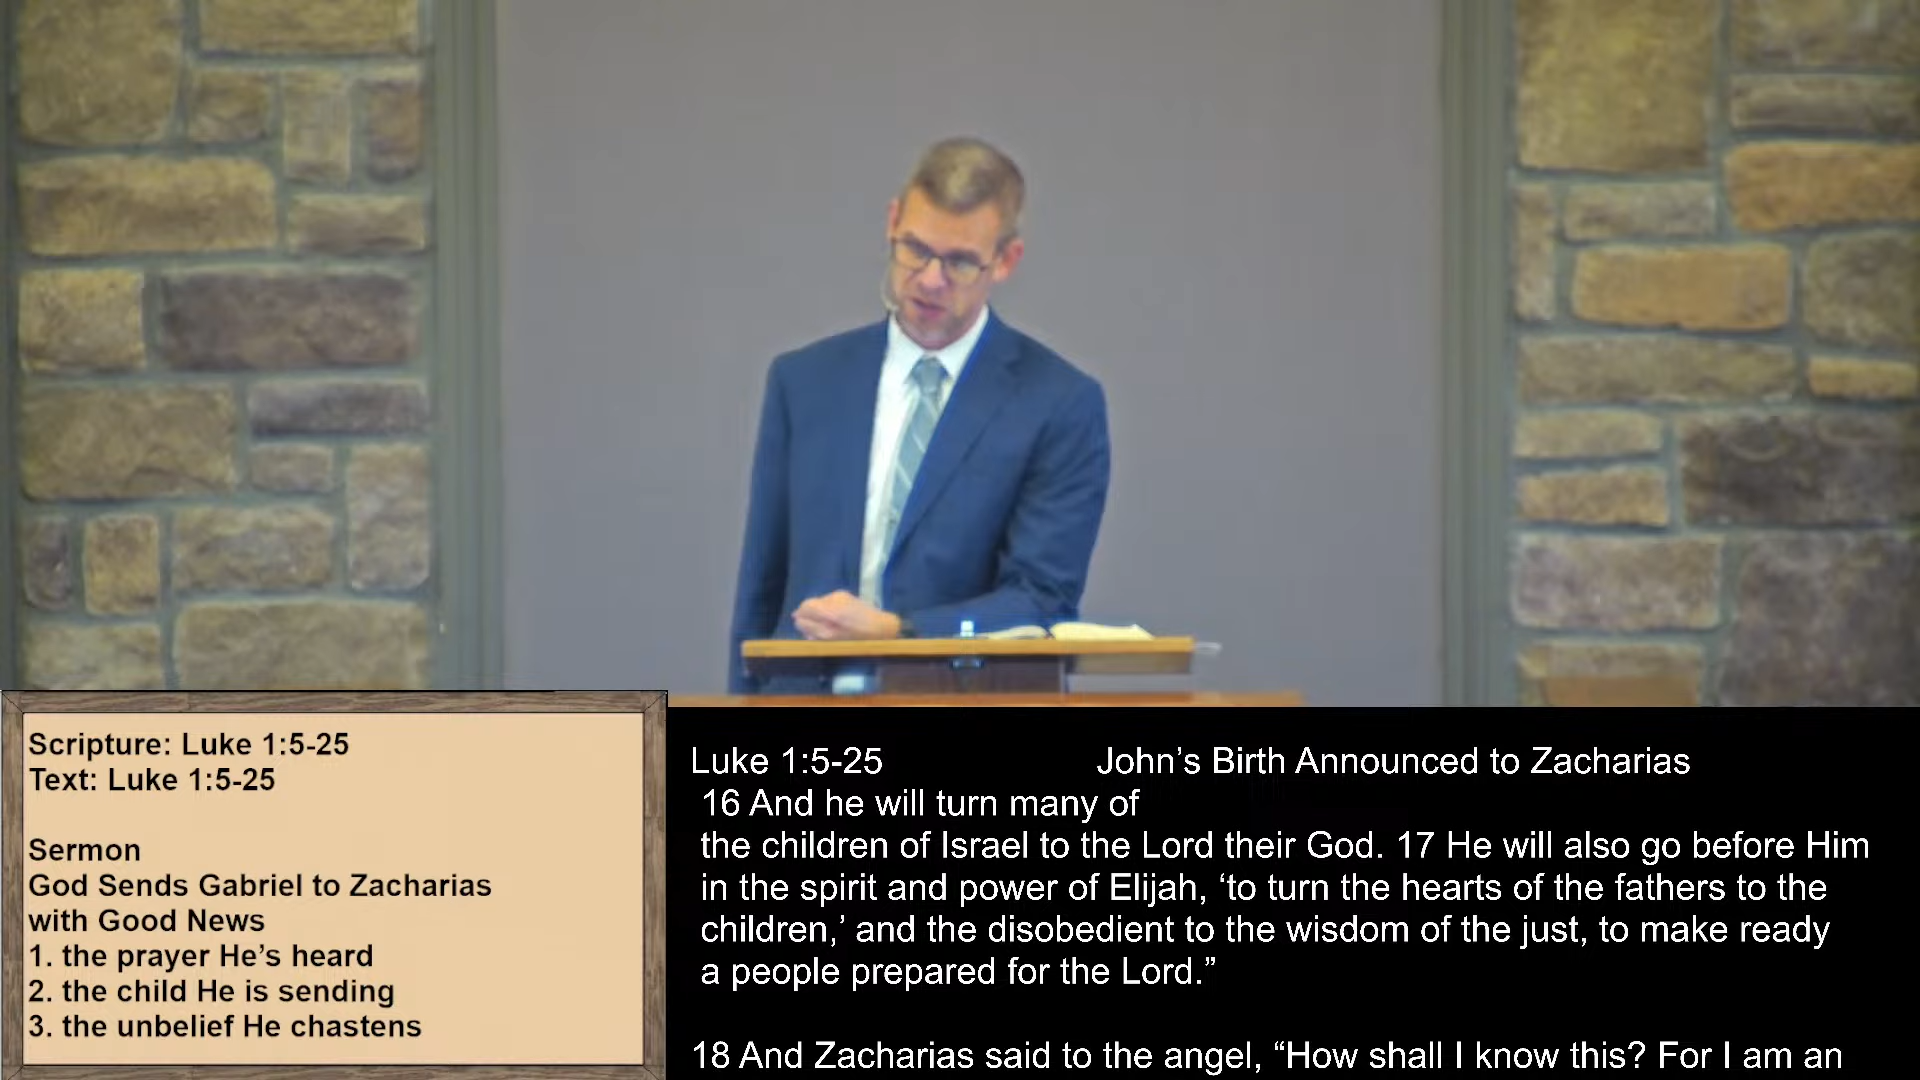 Scripture: Luke 1:5-25
Text: Luke 1:5-25
Sermon
God Sends Gabriel to Zacharias
with Good News
1. the prayer He’s heard
2. the child He is sending
3. the unbelief He chastens
Luke 1:5-25 John’s Birth Announced to Zacharias
16 And he will turn many of
the children of Israel to the Lord their God. 17 He will also go before Him
in the spirit and power of Elijah, ‘to turn the hearts of the fathers to the
children,’ and the disobedient to the wisdom of the just, to make ready
a people prepared for the Lord.”
18 And Zacharias said to the angel, “How shall I know this? For I am an